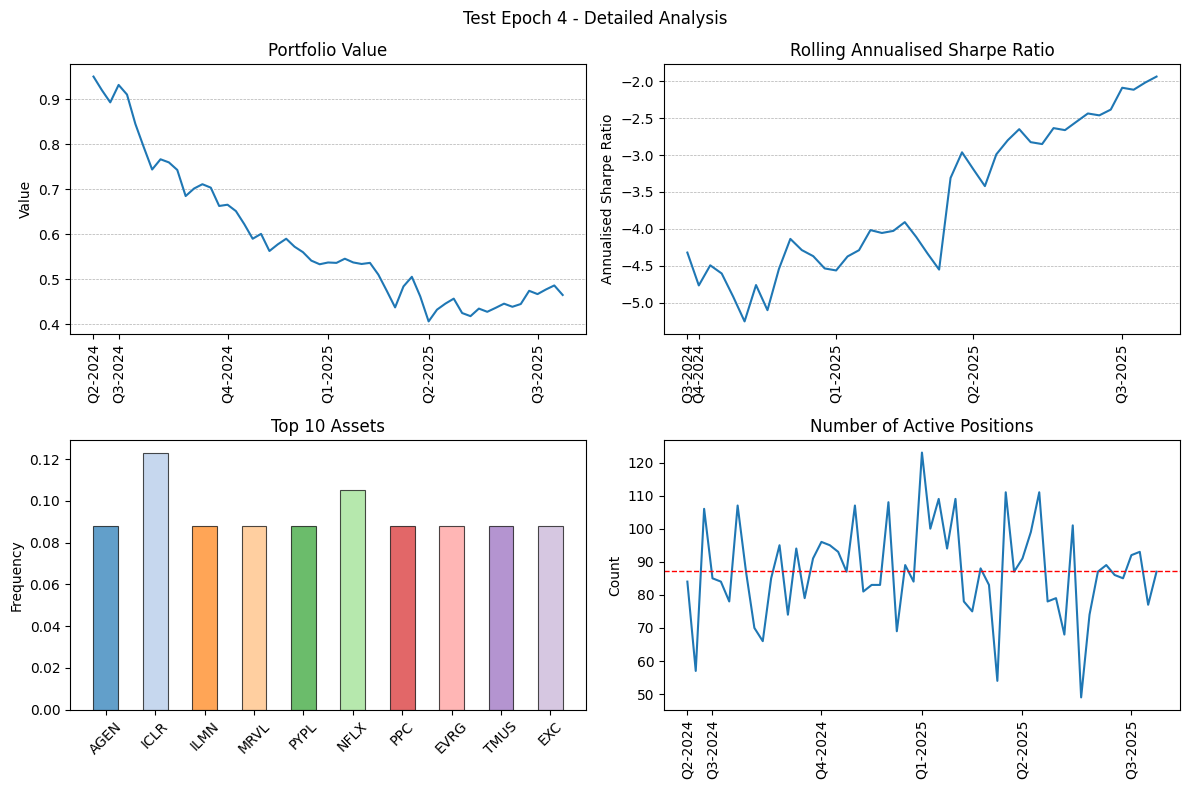 Test Epoch 4 - Detailed Analysis
Portfolio Value
Value
0.9
0.8
0.7
0.6
0.5
0.4
Q2-2024
Q3-2024
Q4-2024
Q1-2025
Q2-2025
Q3-2025
Rolling Annualised Sharpe Ratio
Annualised Sharpe Ratio
−2.0
−2.5
−3.0
−3.5
−4.0
−4.5
−5.0
Q3-2024
Q4-2024
Q1-2025
Q2-2025
Q3-2025
Top 10 Assets
Frequency
0.12
0.10
0.08
0.06
0.04
0.02
0.00
AGEN
ICLR
ILMN
MRVL
PYPL
NFLX
PPC
EVRG
TMUS
EXC
Number of Active Positions
Count
120
110
100
90
80
70
60
50
Q2-2024
Q3-2024
Q4-2024
Q1-2025
Q2-2025
Q3-2025